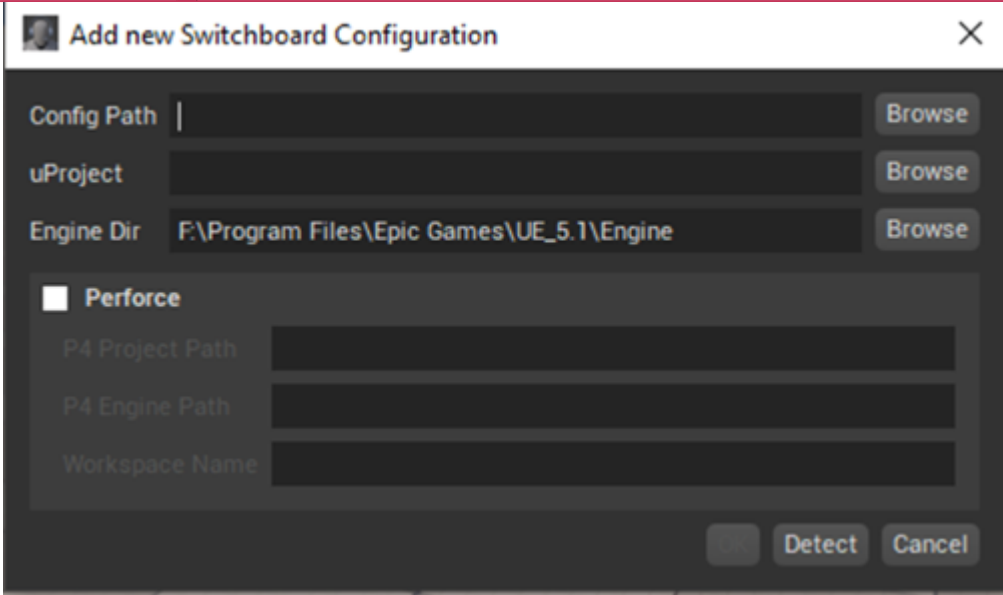 Add new Switchboard Configuration
Config Path Browse
uProject Browse
Engine Dir F:\Program Files\Epic Games\UE_5.1\Engine Browse
Perforce
P4 Project Path
P4 Engine Path
Workspace Name
OK Detect Cancel